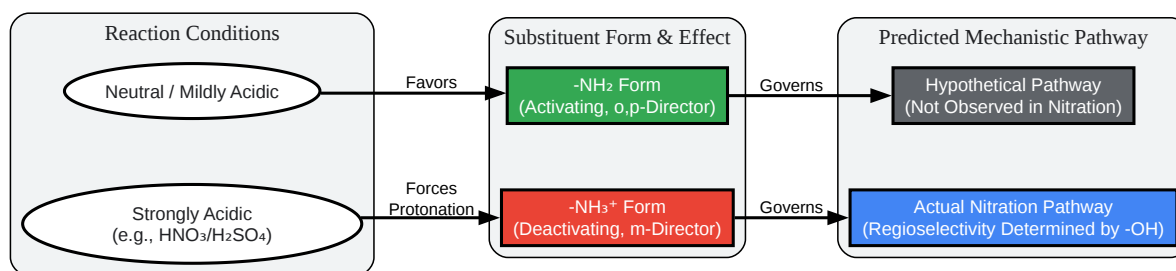 Reaction Conditions
Substituent Form & Effect
Predicted Mechanistic Pathway
Neutral / Mildly Acidic
Favors
-NH₂ Form
(Activating, o,p-Director)
Governs
Hypothetical Pathway
(Not Observed in Nitration)
Strongly Acidic
(e.g., HNO₃/H₂SO₄)
Forces
Protonation
-NH₃⁺ Form
(Deactivating, m-Director)
Governs
Actual Nitration Pathway
(Regioselectivity Determined by -OH)